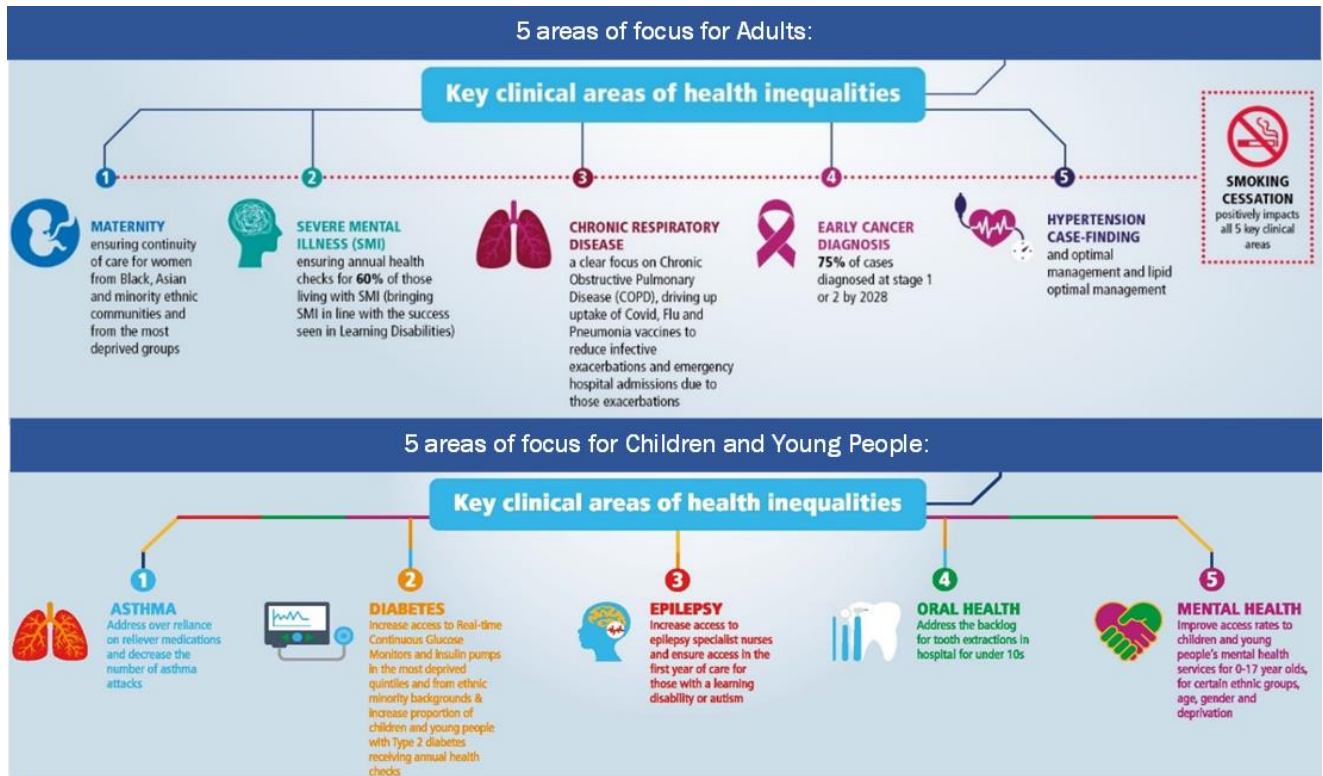 5 areas of focus for Adults:
Key clinical areas of health inequalities
1
MATERNITY
ensuring continuity
of care for women
from Black, Asian
and minority ethnic
communities and
from the most
deprived groups
2
SEVERE MENTAL
ILLNESS (SMI)
ensuring annual health
checks for 60% of those
living with SMI (bringing
SMI in line with the success
seen in Learning Disabilities)
3
CHRONIC RESPIRATORY
DISEASE
a clear focus on Chronic
Obstructive Pulmonary
Disease (COPD), driving up
uptake of Covid, Flu and
Pneumonia vaccines to
reduce infective
exacerbations and emergency
hospital admissions due to
those exacerbations
4
EARLY CANCER
DIAGNOSIS
75% of cases
diagnosed at stage 1
or 2 by 2028
5
HYPERTENSION
CASE-FINDING
and optimal
management and lipid
optimal management
SMOKING
CESSATION
positively impacts
all 5 key clinical
areas
5 areas of focus for Children and Young People:
Key clinical areas of health inequalities
1
ASTHMA
Address over reliance
on reliever medications
and decrease the
number of asthma
attacks
2
DIABETES
Increase access to Real-time
Continuous Glucose
Monitors and insulin pumps
in the most deprived
quintiles and from ethnic
minority backgrounds &
increase proportion of
children and young people
with Type 2 diabetes
receiving annual health
checks
3
EPILEPSY
Increase access to
epilepsy specialist nurses
and ensure access in the
first year of care for
those with a learning
disability or autism
4
ORAL HEALTH
Address the backlog
for tooth extractions in
hospital for under 10s
5
MENTAL HEALTH
Improve access rates to
children and young
people's mental health
services for 0-17 year olds,
for certain ethnic groups,
age, gender and
deprivation